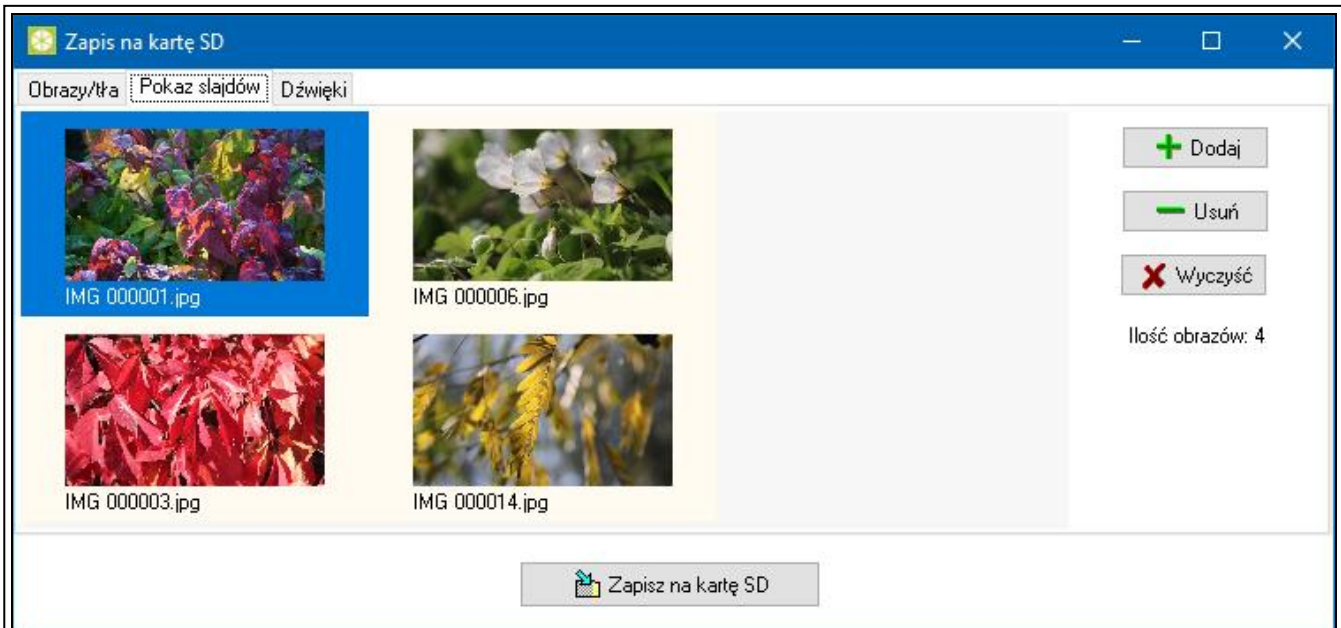 Zapis na kartę SD
Obrazy/tła Pokaz slajdów Dźwięki
Dodaj
Usuń
Wyczyść
Ilość obrazów: 4
IMG 000001.jpg
IMG 000006.jpg
IMG 000003.jpg
IMG 000014.jpg
Zapisz na kartę SD